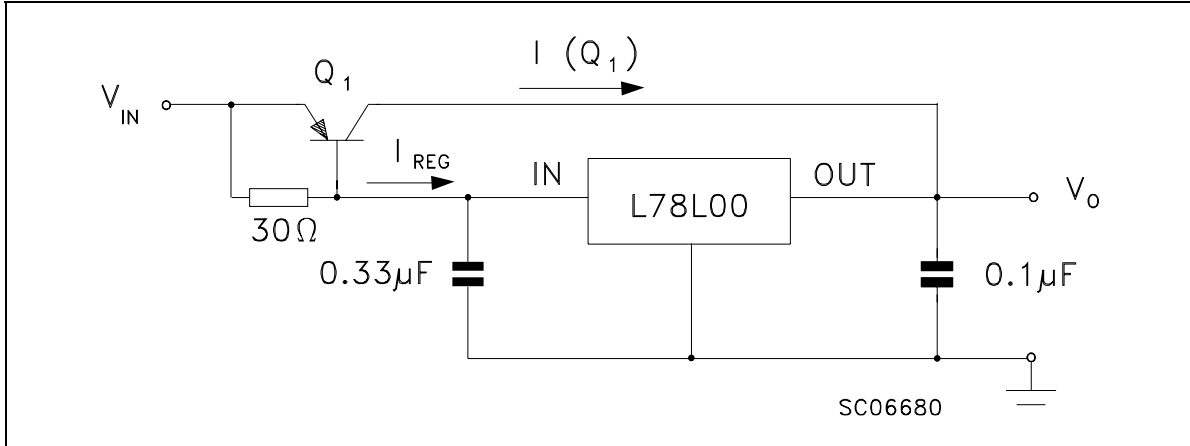 I (Q1)
Q1
VIN
IREG
IN
L78L00
OUT
VO
30Ω
0.33µF
0.1µF
SC06680